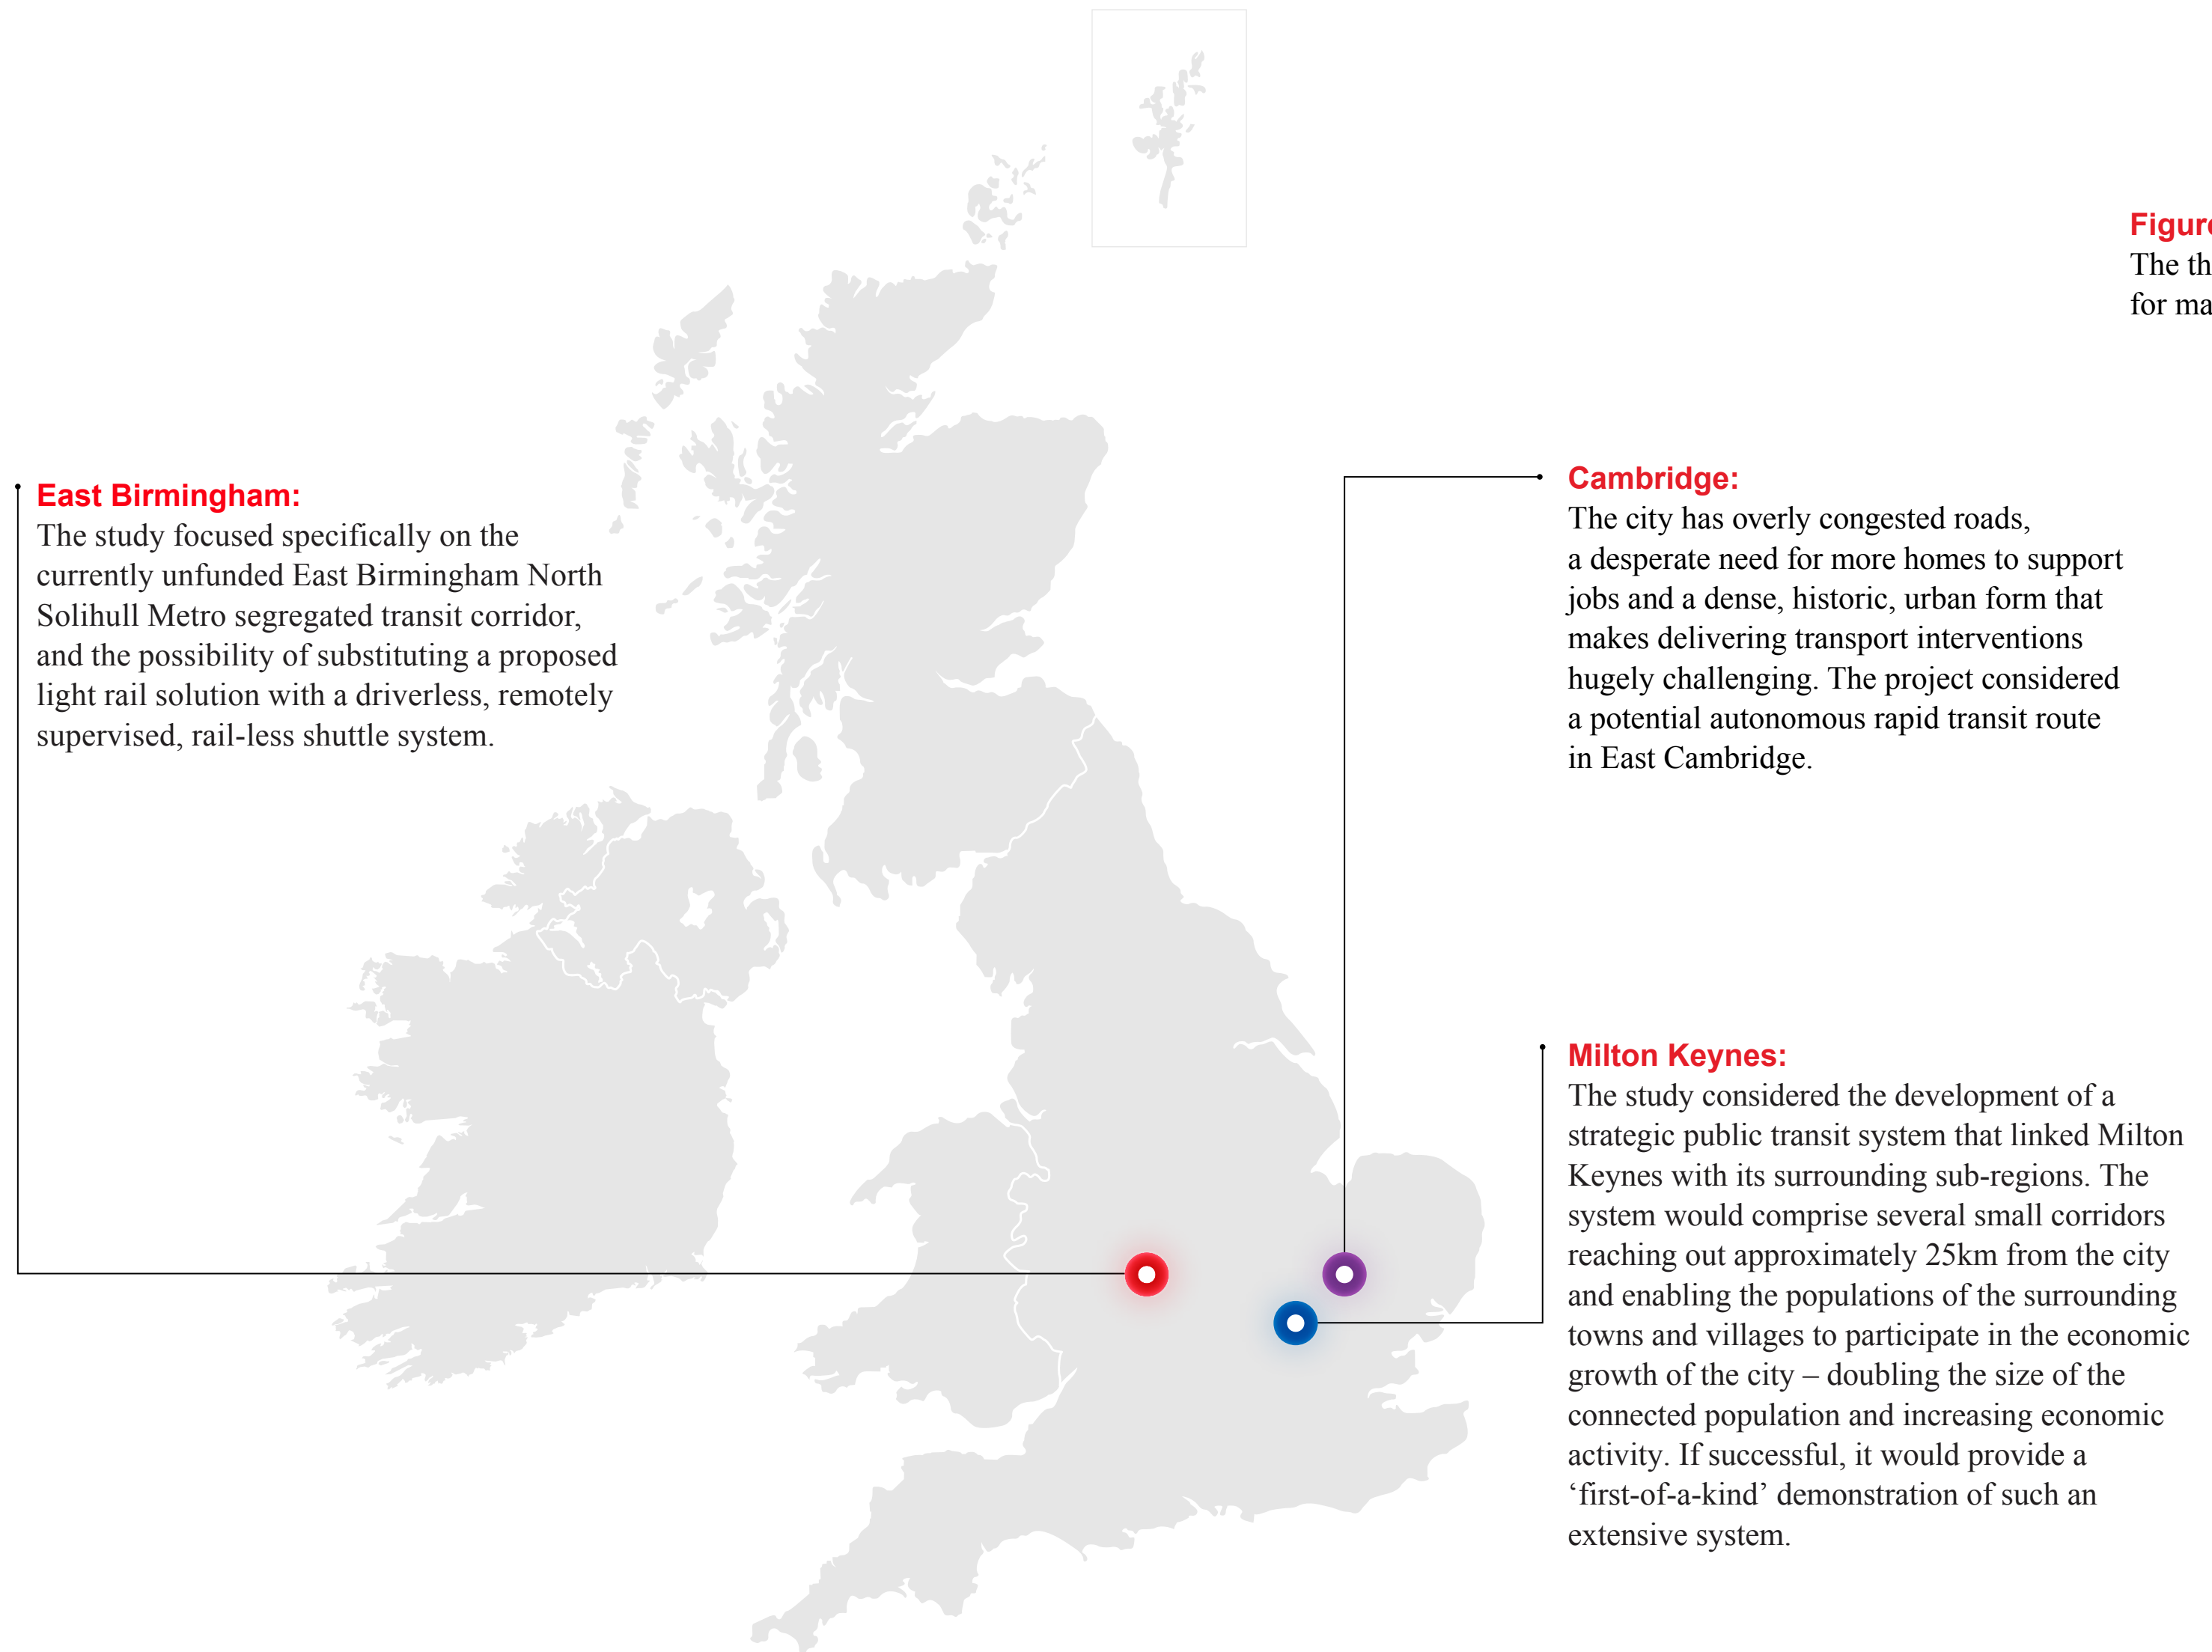 The th
for ma
East Birmingham:
The study focused specifically on the
currently unfunded East Birmingham North
Solihull Metro segregated transit corridor,
and the possibility of substituting a proposed
light rail solution with a driverless, remotely
supervised, rail-less shuttle system.
Cambridge:
The city has overly congested roads,
a desperate need for more homes to support
jobs and a dense, historic, urban form that
makes delivering transport interventions
hugely challenging. The project considered
a potential autonomous rapid transit route
in East Cambridge.
Milton Keynes:
The study considered the development of a
strategic public transit system that linked Milton
Keynes with its surrounding sub-regions. The
system would comprise several small corridors
reaching out approximately 25km from the city
and enabling the populations of the surrounding
towns and villages to participate in the economic
growth of the city – doubling the size of the
connected population and increasing economic
activity. If successful, it would provide a
‘first-of-a-kind’ demonstration of such an
extensive system.